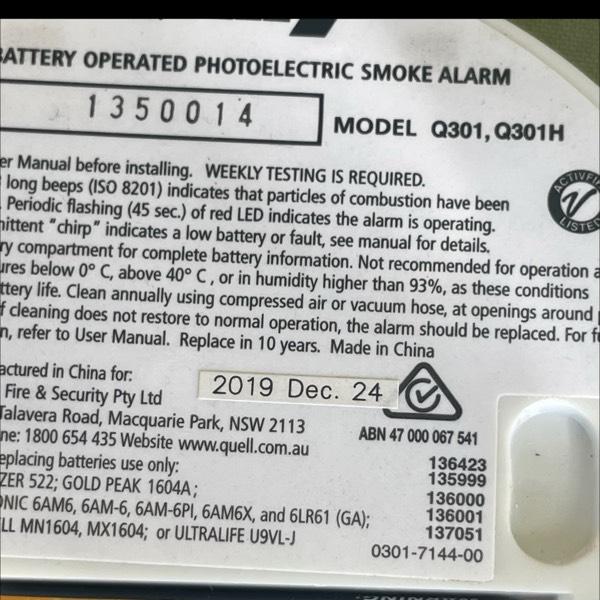 BATTERY OPERATED PHOTOELECTRIC SMOKE ALARM
1350014
MODEL Q301, Q301H
er Manual before installing. WEEKLY TESTING IS REQUIRED.
long beeps (ISO 8201) indicates that particles of combustion have been
Periodic flashing (45 sec.) of red LED indicates the alarm is operating.
mittent "chirp" indicates a low battery or fault, see manual for details.
ry compartment for complete battery information. Not recommended for operation a
ures below 0° C, above 40° C, or in humidity higher than 93%, as these conditions
ttery life. Clean annually using compressed air or vacuum hose, at openings around
f cleaning does not restore to normal operation, the alarm should be replaced. For f
n, refer to User Manual. Replace in 10 years. Made in China
ACTIVFIR
LISTED
actured in China for:
Fire & Security Pty Ltd
2019 Dec. 24
Talavera Road, Macquarie Park, NSW 2113
ne: 1800 654 435 Website www.quell.com.au
ABN 47 000 067 541
eplacing batteries use only:
ZER 522; GOLD PEAK 1604A;
ONIC 6AM6, 6AM-6, 6AM-6PI, 6AM6X, and 6LR61 (GA);
LL MN1604, MX1604; or ULTRALIFE U9VL-J
136423
135999
136000
136001
137051
0301-7144-00